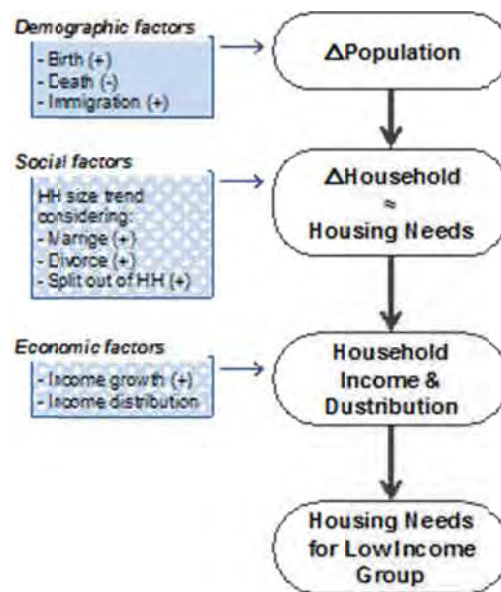 Demographic factors
- Birth (+)
- Death (-)
- Immigration (+)
ΔPopulation
Social factors
HH size trend
considering:
- Marrige (+)
- Divorce (+)
- Split out of HH (+)
ΔHousehold
≈
Housing Needs
Economic factors
- Income growth (+)
- Income distribution
Household
Income &
Dustribution
Housing Needs
for Low Income
Group